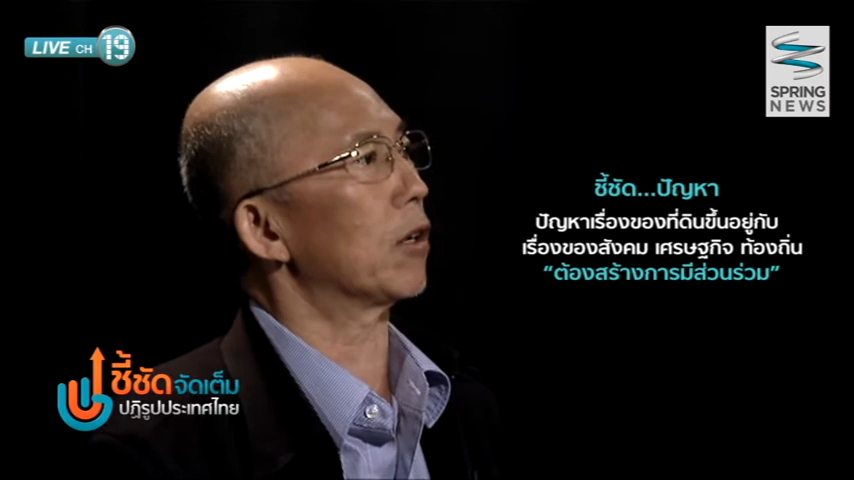 LIVE CH 19
SPRING
NEWS
ชี้ชัด...ปัญหา
ปัญหาเรื่องของที่ดินขึ้นอยู่กับ
เรื่องของสังคม เศรษฐกิจ ท้องถิ่น
“ต้องสร้างการมีส่วนร่วม”
ชี้ชัดจัดเต็ม
ปฏิรูปประเทศไทย